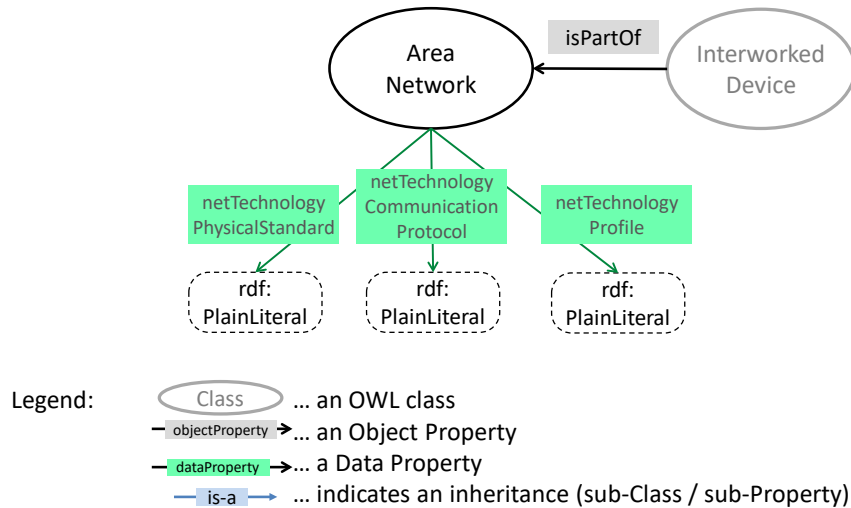 isPartOf
Area
Network
Interworked
Device
netTechnology
PhysicalStandard
netTechnology
Communication
Protocol
netTechnology
Profile
rdf:
PlainLiteral
rdf:
PlainLiteral
rdf:
PlainLiteral
Legend:
Class ... an OWL class
objectProperty ... an Object Property
dataProperty ... a Data Property
is-a ... indicates an inheritance (sub-Class / sub-Property)